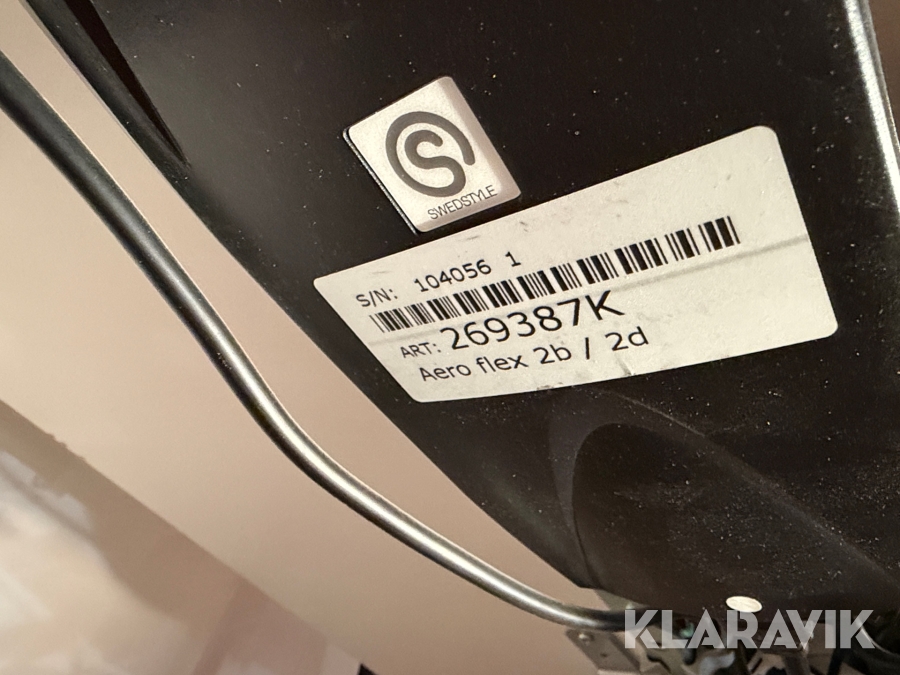 S
SWEDSTYLE
S/N: 104056 1
ART: 269387K
Aero flex 2b / 2d
KLARAVIK